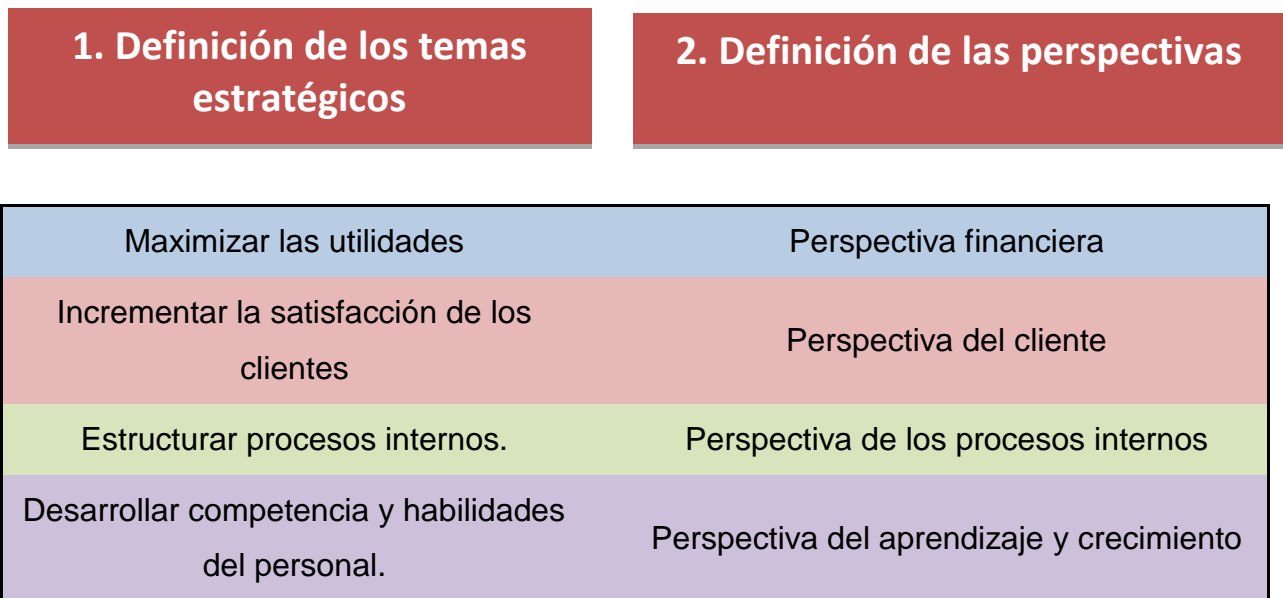 1. Definición de los temas
estratégicos
2. Definición de las perspectivas
Maximizar las utilidades
Perspectiva financiera
Incrementar la satisfacción de los
clientes
Perspectiva del cliente
Estructurar procesos internos.
Perspectiva de los procesos internos
Desarrollar competencia y habilidades
del personal.
Perspectiva del aprendizaje y crecimiento